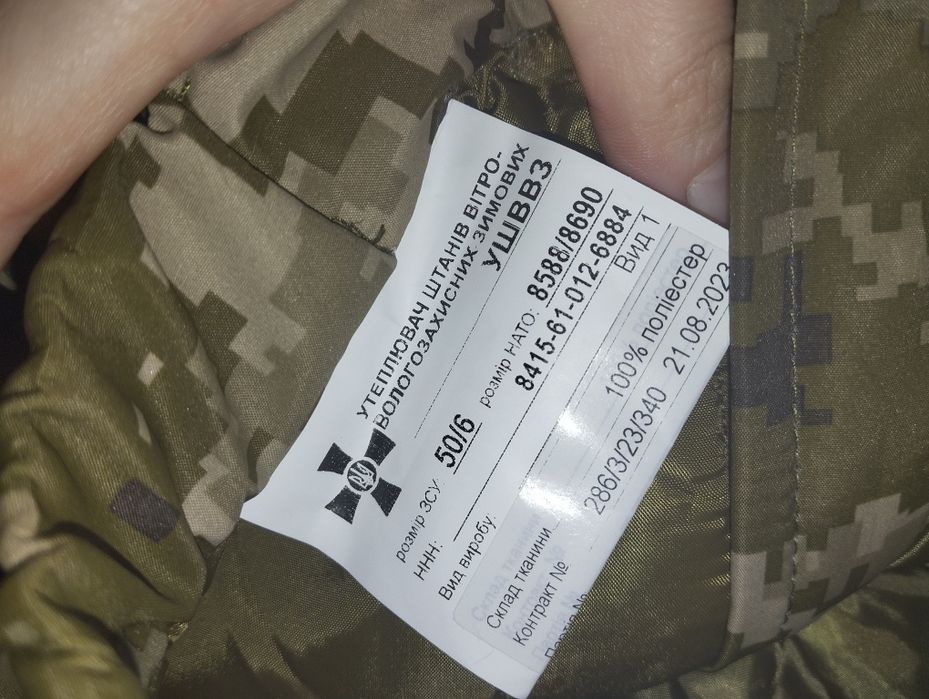 УТЕПЛЮВАЧ ШТАНІВ ВІТРО-
ВОЛОГОЗАХИСНИХ ЗИМОВИХ
УШВВЗ
розмір ЗСУ 50/6 розмір НАТО: 8588/8690
ННН: 8415-61-012-6884
Вид виробу: Вид 1
Склад тканини 100% поліестер
Контракт № 286/3/23/340 21.08.2023